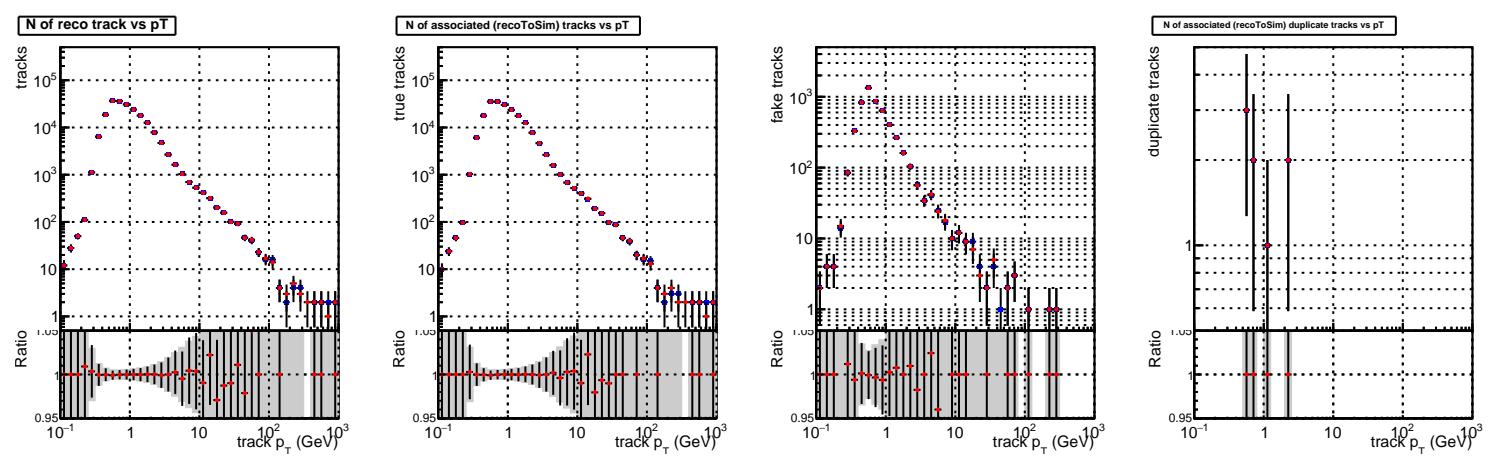 N of reco track vs pT
tracks
10^5
10^4
10^3
10^2
10
1
1.05
Ratio
1
0.95
10^-1 1 10 10^2 10^3
track p_T (GeV)
N of associated (recoToSim) tracks vs pT
true tracks
10^5
10^4
10^3
10^2
10
1
1.05
Ratio
1
0.95
10^-1 1 10 10^2 10^3
track p_T (GeV)
fake tracks
10^3
10^2
10
1
1.05
Ratio
1
0.95
10^-1 1 10 10^2 10^3
track p_T (GeV)
N of associated (recoToSim) duplicate tracks vs pT
duplicate tracks
1
1.05
Ratio
1
0.95
10^-1 1 10 10^2 10^3
track p_T (GeV)